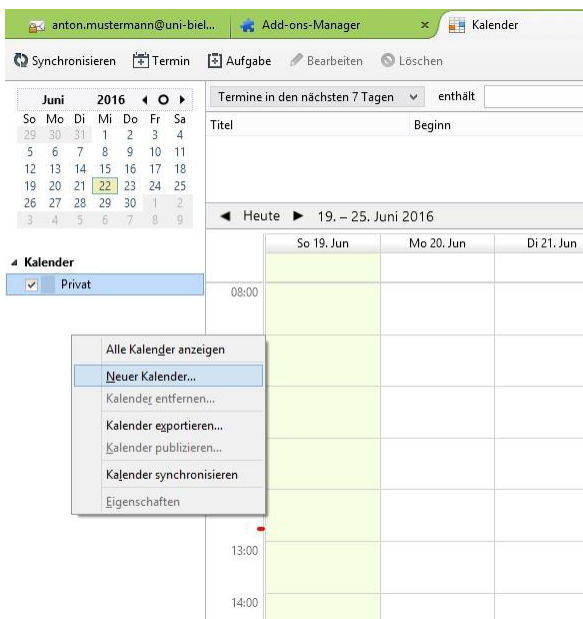 anton.mustermann@uni-biel... Add-ons-Manager × Kalender
Synchronisieren Termin Aufgabe Bearbeiten Löschen
Juni 2016
So Mo Di Mi Do Fr Sa
29 30 31 1 2 3 4
5 6 7 8 9 10 11
12 13 14 15 16 17 18
19 20 21 22 23 24 25
26 27 28 29 30 1 2
3 4 5 6 7 8 9
Kalender
Privat
Alle Kalender anzeigen
Neuer Kalender...
Kalender entfernen...
Kalender exportieren...
Kalender publizieren...
Kalender synchronisieren
Eigenschaften
Termine in den nächsten 7 Tagen enthält
Titel Beginn
Heute 19. – 25. Juni 2016
So 19. Jun Mo 20. Jun Di 21. Jun
08:00
13:00
14:00